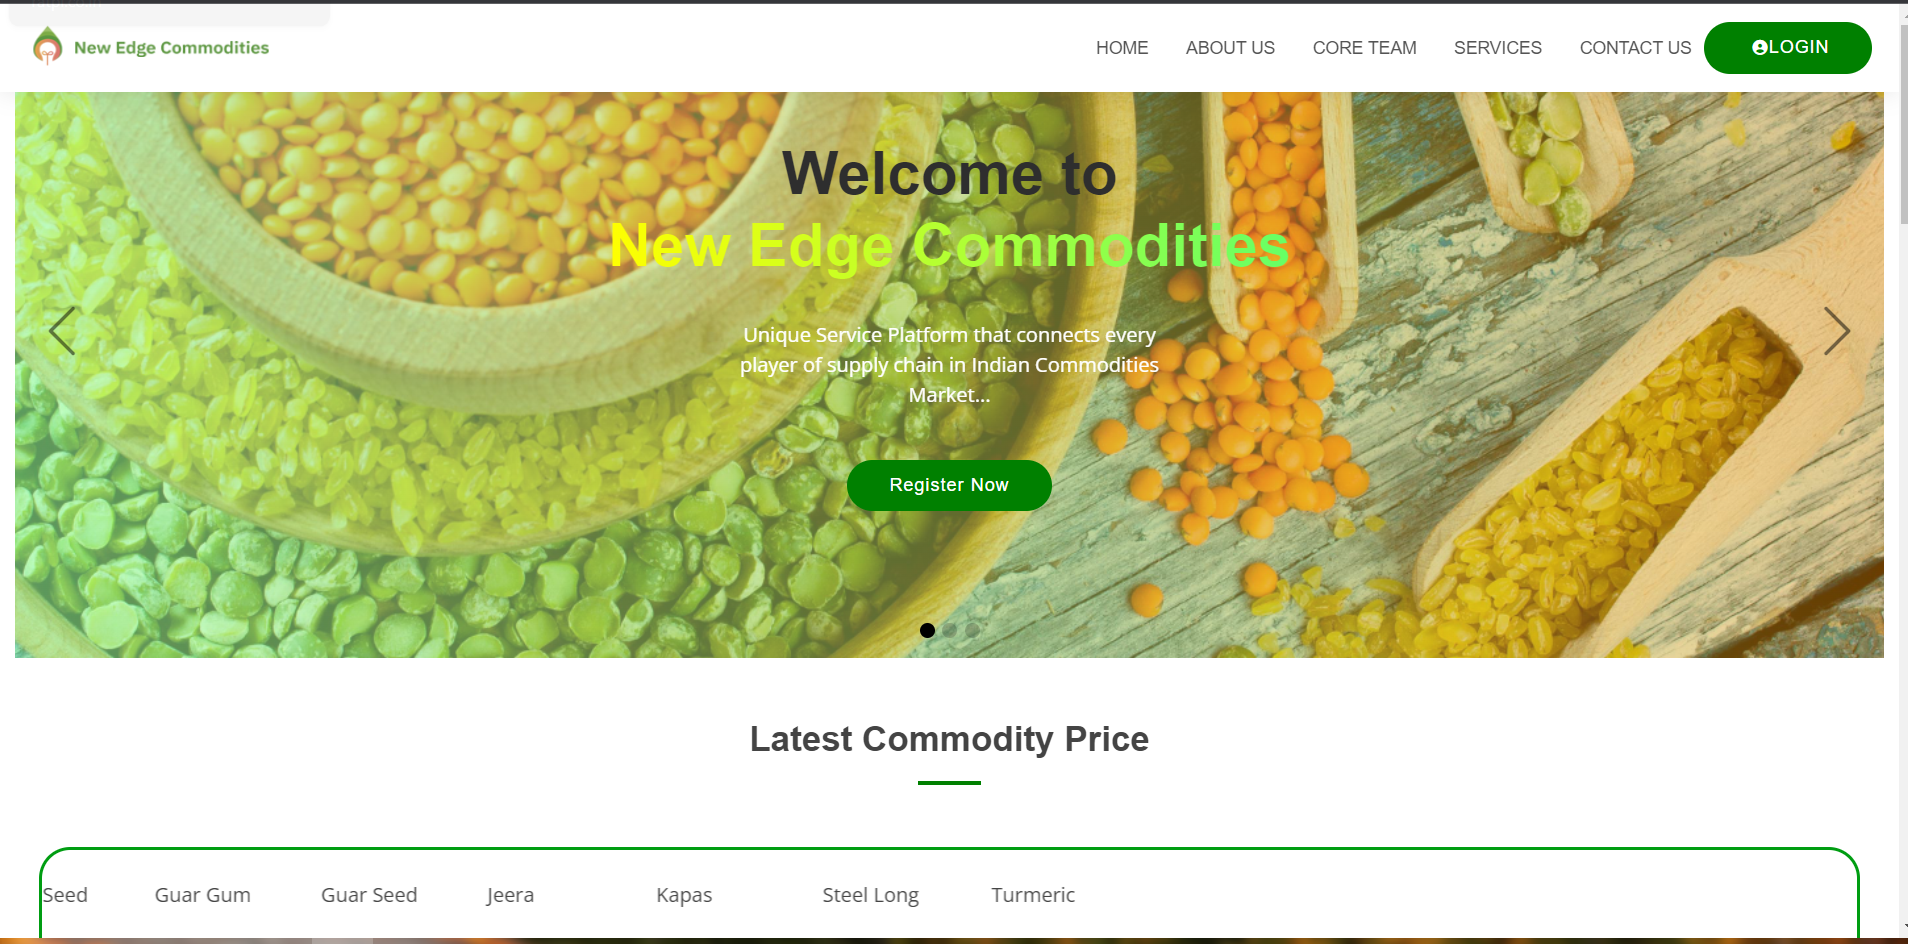 New Edge Commodities
HOME ABOUT US CORE TEAM SERVICES CONTACT US LOGIN
Welcome to
New Edge Commodities
Unique Service Platform that connects every
player of supply chain in Indian Commodities
Market...
Register Now
Latest Commodity Price
Seed Guar Gum Guar Seed Jeera Kapas Steel Long Turmeric